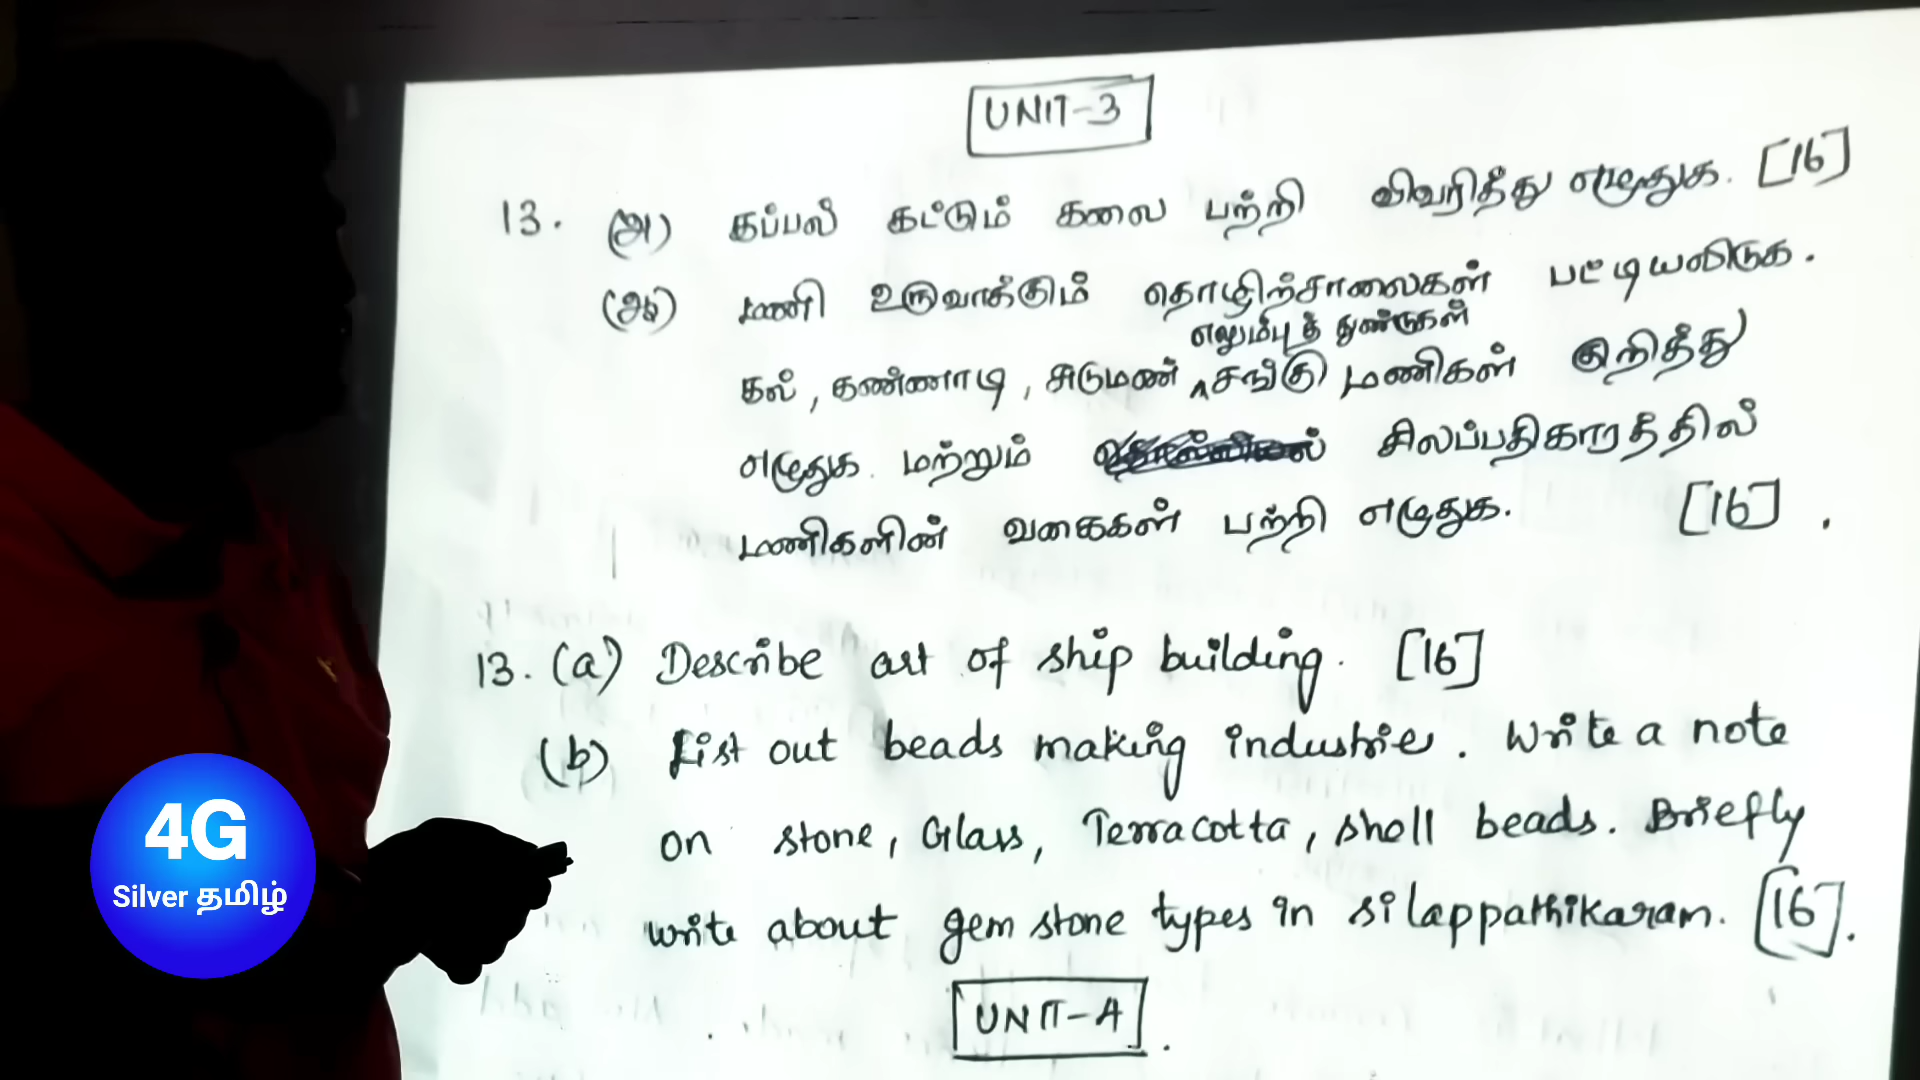 UNIT-3
13. (அ) கப்பல் கட்டும் கலை பற்றி விவரித்து எழுதுக. [16]
(ஆ) மணி உருவாக்கும் தொழிற்சாலைகள் பட்டியலிடுக.
எலும்புத் துண்டுகள்
கல், கண்ணாடி, சுடுமண் ^ சங்கு மணிகள் குறித்து
எழுதுக. மற்றும் சிலப்பதிகாரத்தில்
மணிகளின் வகைகள் பற்றி எழுதுக. [16].
13. (a) Describe art of ship building. [16]
(b) List out beads making industrie. Write a note
on stone, Glass, Terracotta, shell beads. Briefly
write about gem stone types in silappathikaram. [16].
UNIT-4.
4G
Silver தமிழ்